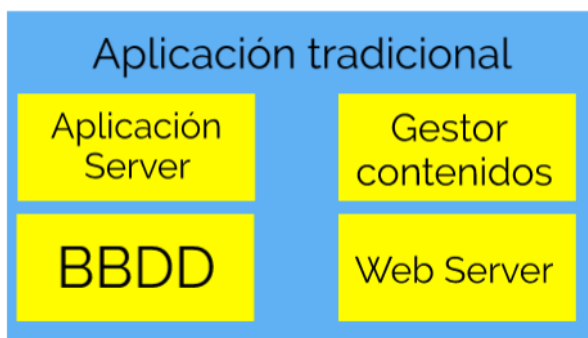 Aplicación tradicional
Aplicación
Server
Gestor
contenidos
BBDD
Web Server